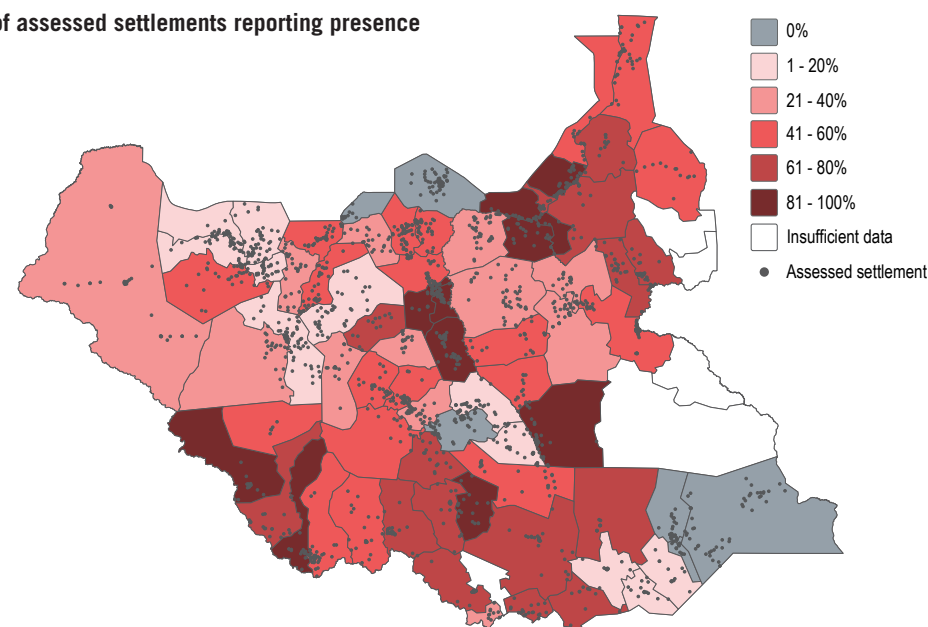 of assessed settlements reporting presence
0%
1 - 20%
21 - 40%
41 - 60%
61 - 80%
81 - 100%
Insufficient data
Assessed settlement